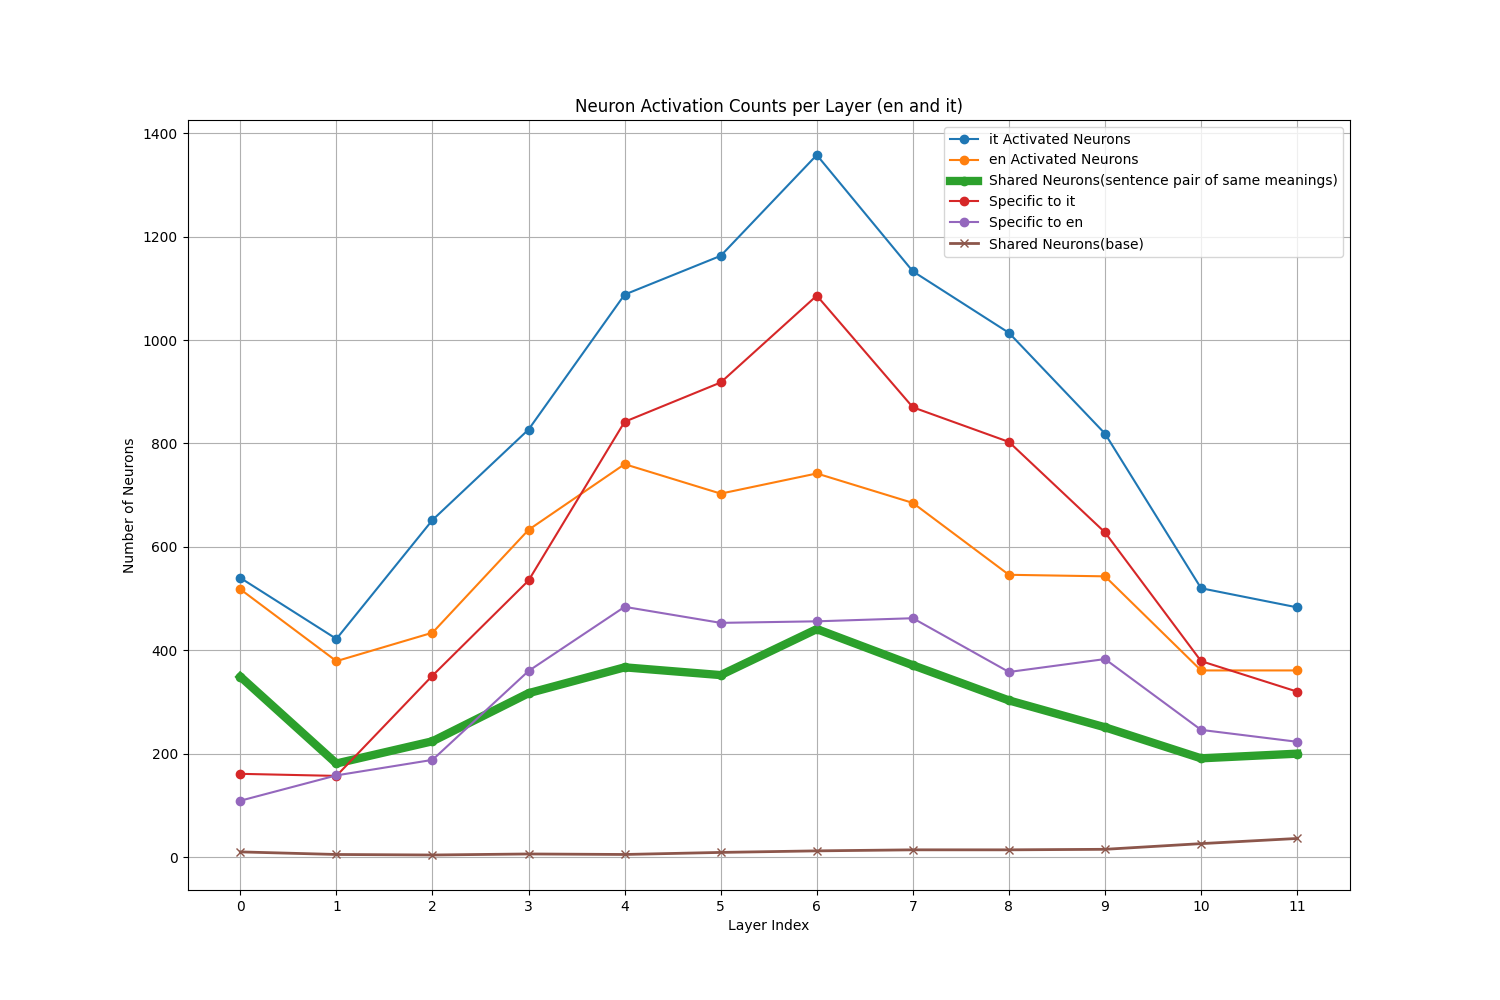 Neuron Activation Counts per Layer (en and it)
it Activated Neurons
en Activated Neurons
Shared Neurons(sentence pair of same meanings)
Specific to it
Specific to en
Shared Neurons(base)
Number of Neurons
1400
1200
1000
800
600
400
200
0
0 1 2 3 4 5 6 7 8 9 10 11
Layer Index